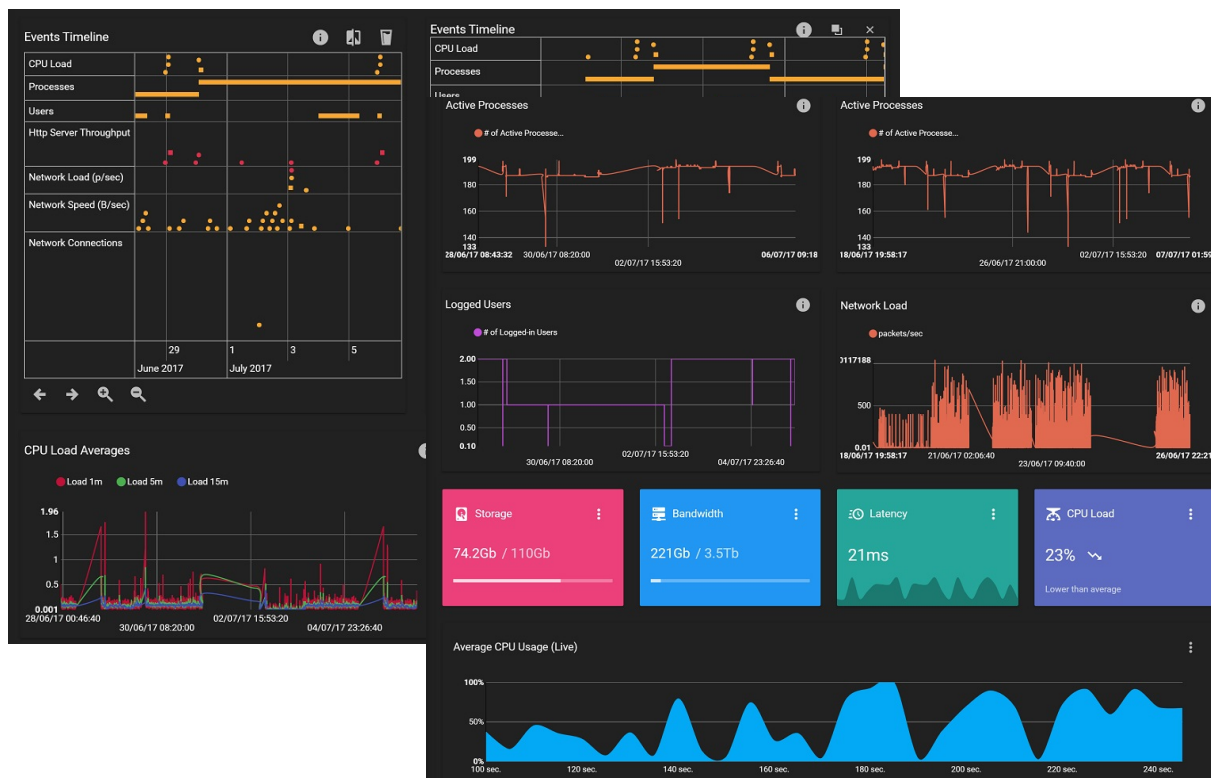 Events Timeline
CPU Load
Processes
Users
Http Server Throughput
Network Load (p/sec)
Network Speed (B/sec)
Network Connections
29
1
3
5
June 2017
July 2017
CPU Load Averages
Load 1m
Load 5m
Load 15m
1.96
1.5
1
0.5
0.001
28/06/17 00:46:40
02/07/17 15:53:20
30/06/17 08:20:00
04/07/17 23:26:40
Events Timeline
CPU Load
Processes
Active Processes
# of Active Processe...
199
180
160
140
133
28/06/17 08:43:32
30/06/17 08:20:00
06/07/17 09:18
02/07/17 15:53:20
Active Processes
# of Active Processe...
199
180
160
140
133
18/06/17 19:58:17
02/07/17 15:53:20
07/07/17 01:59
26/06/17 21:00:00
Logged Users
# of Logged-in Users
2.00
1.50
1.00
0.50
0.10
02/07/17 15:53:20
30/06/17 08:20:00
04/07/17 23:26:40
Network Load
packets/sec
0117188
500
0.01
18/06/17 19:58:17
21/06/17 02:06:40
26/06/17 22:21
23/06/17 09:40:00
Storage
74.2Gb / 110Gb
Bandwidth
221Gb / 3.5Tb
Latency
21ms
CPU Load
23%
Lower than average
Average CPU Usage (Live)
100%
50%
0%
100 sec.
120 sec.
140 sec.
160 sec.
180 sec.
200 sec.
220 sec.
240 sec.